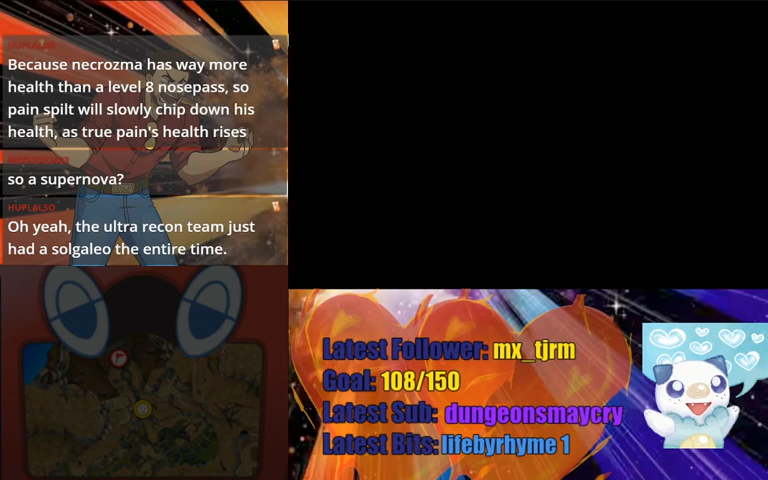 HUPLALSO
Because necrozma has way more
health than a level 8 nosepass, so
pain spilt will slowly chip down his
health, as true pain's health rises
so a supernova?
HUPLALSO
Oh yeah, the ultra recon team just
had a solgaleo the entire time.
Latest Follower: mx_tjrm
Goal: 108/150
Latest Sub: dungeonsmaycry
Latest Bits: lifebyrhyme 1